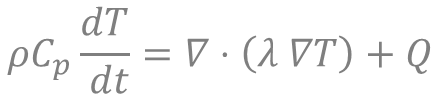 ρC_p dT/dt = ∇ · (λ ∇T) + Q